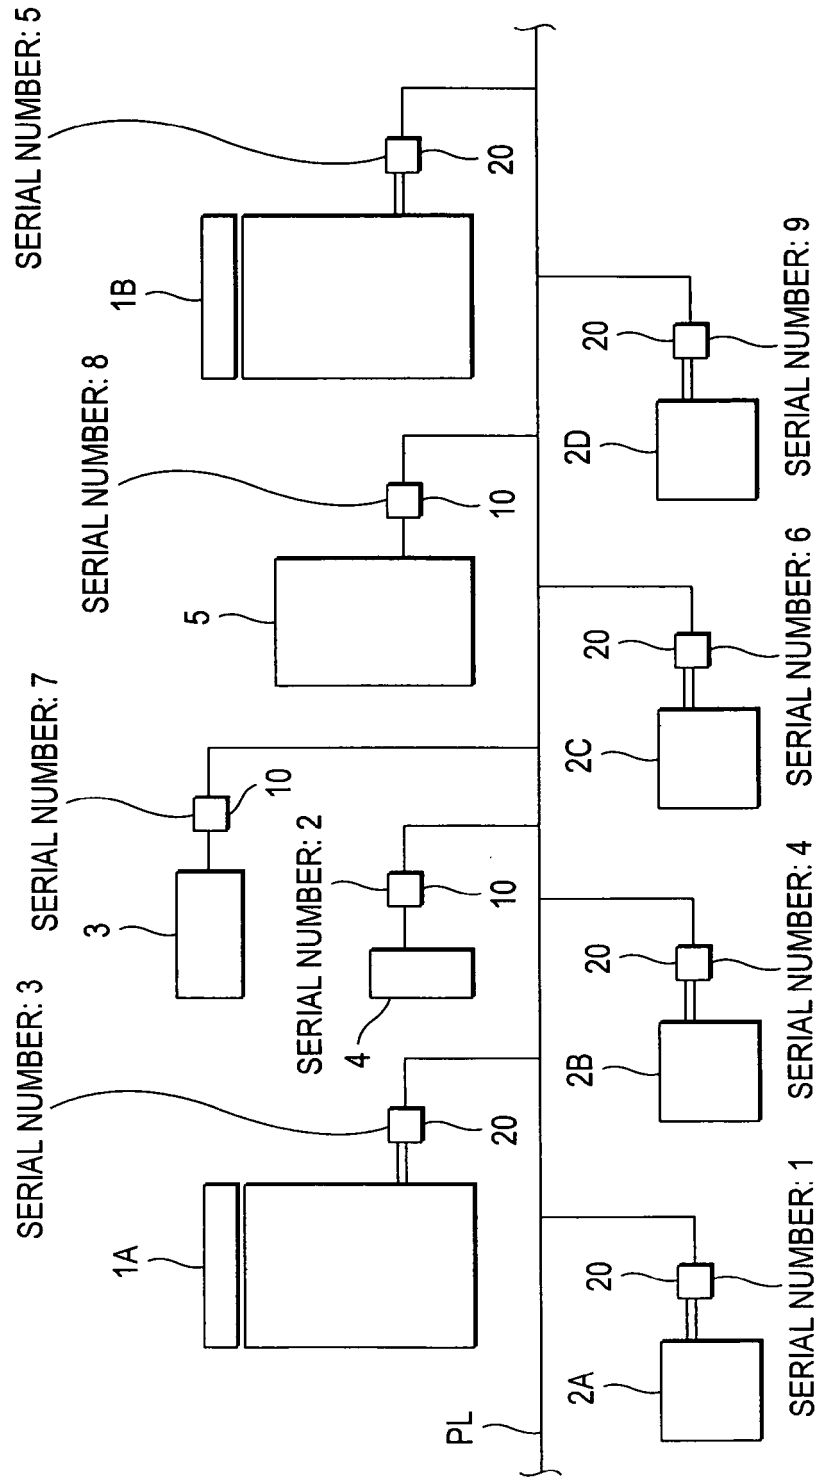 SERIAL NUMBER: 3
SERIAL NUMBER: 7
SERIAL NUMBER: 8
SERIAL NUMBER: 5
1A
3
10
5
1B
SERIAL NUMBER: 2
4
20
10
10
20
PL
2A
20
2B
20
2C
20
2D
20
SERIAL NUMBER: 1
SERIAL NUMBER: 4
SERIAL NUMBER: 6
SERIAL NUMBER: 9